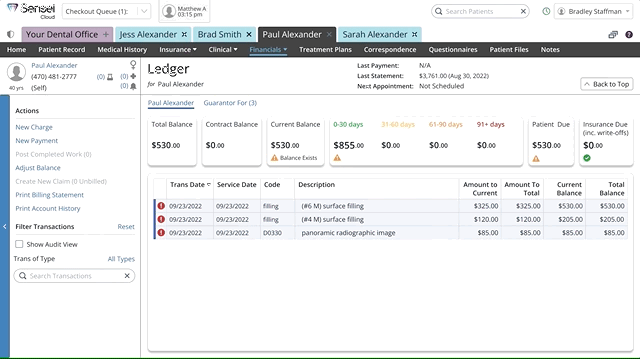 Sensei
Cloud
Checkout Queue (1):
Matthew A
03:15 pm
Search Patients
Bradley Staffman
Your Dental Office +
Jess Alexander
Brad Smith
Paul Alexander
Sarah Alexander
Home
Patient Record
Medical History
Insurance
Clinical
Financials
Treatment Plans
Correspondence
Questionnaires
Patient Files
Notes
Paul Alexander
(470) 481-2777
(Self)
40 yrs
(0)
(0)
(0)
Ledger
for Paul Alexander
Last Payment: N/A
Last Statement: $3,761.00 (Aug 30, 2022)
Next Appointment: Not Scheduled
Back to Top
Paul Alexander
Guarantor For (3)
Actions
New Charge
New Payment
Post Completed Work (0)
Adjust Balance
Create New Claim (0 Unbilled)
Print Billing Statement
Print Account History
Filter Transactions
Reset
Show Audit View
Trans of Type
All Types
Search Transactions
Total Balance
$530.00
Contract Balance
$0.00
Current Balance
$530.00
Balance Exists
0-30 days
$855.00
31-60 days
$0.00
61-90 days
$0.00
91+ days
$0.00
Patient Due
$530.00
Insurance Due
(inc. write-offs)
$0.00
Trans Date Service Date Code Description Amount to Current Amount To Total Current Balance Total Balance
09/23/2022 09/23/2022 filling (#6 M) surface filling $325.00 $325.00 $530.00 $530.00
09/23/2022 09/23/2022 filling (#4 M) surface filling $120.00 $120.00 $205.00 $205.00
09/23/2022 09/23/2022 D0330 panoramic radiographic image $85.00 $85.00 $85.00 $85.00